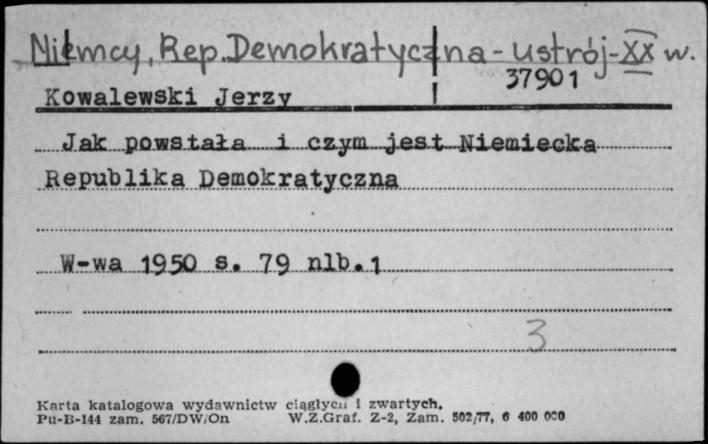 Niemcy, Rep. Demokratyczna - ustrój - XX w.
37901
Kowalewski Jerzy
Jak powstała i czym jest Niemiecka
Republika Demokratyczna
W-wa 1950 s. 79 nlb.1
3
Karta katalogowa wydawnictw ciągłych i zwartych.
Pu-B-144 zam. 567/DW/On W.Z.Graf. Z-2, Zam. 502/77, 6 400 000